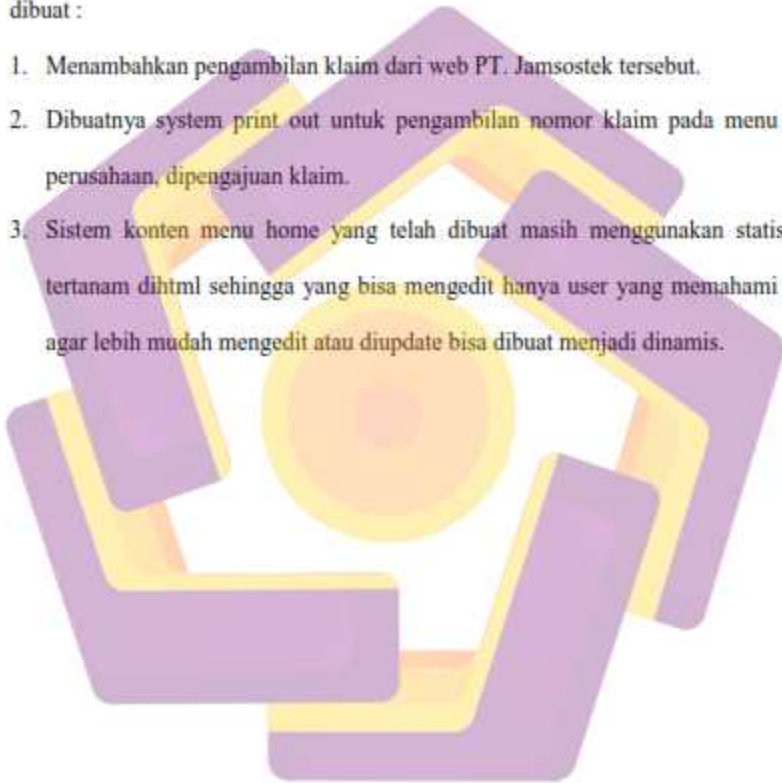 dibuat :
1. Menambahkan pengambilan klaim dari web PT. Jamsostek tersebut.
2. Dibuatnya system print out untuk pengambilan nomor klaim pada menu
perusahaan, dipengajuan klaim.
3. Sistem konten menu home yang telah dibuat masih menggunakan statis
tertanam dihtml sehingga yang bisa mengedit hanya user yang memahami
agar lebih mudah mengedit atau diupdate bisa dibuat menjadi dinamis.